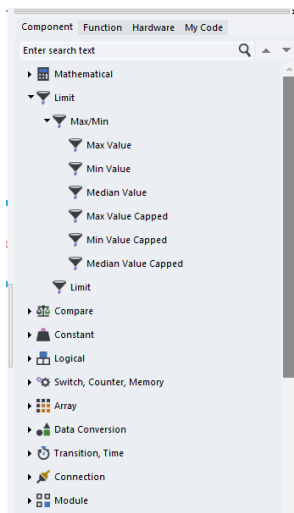 Component Function Hardware My Code
Enter search text
Mathematical
Limit
Max/Min
Max Value
Min Value
Median Value
Max Value Capped
Min Value Capped
Median Value Capped
Limit
Compare
Constant
Logical
Switch, Counter, Memory
Array
Data Conversion
Transition, Time
Connection
Module